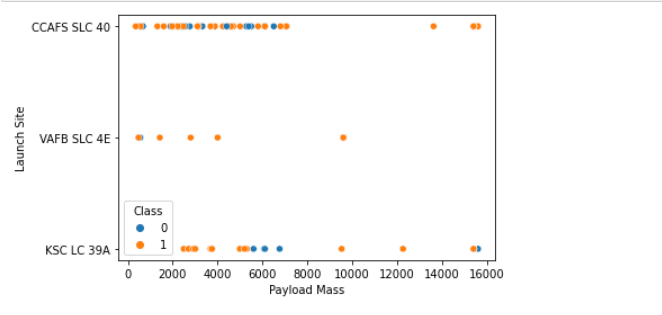 CCAFS SLC 40
VAFB SLC 4E
KSC LC 39A
Launch Site
Class
0
1
0 2000 4000 6000 8000 10000 12000 14000 16000
Payload Mass